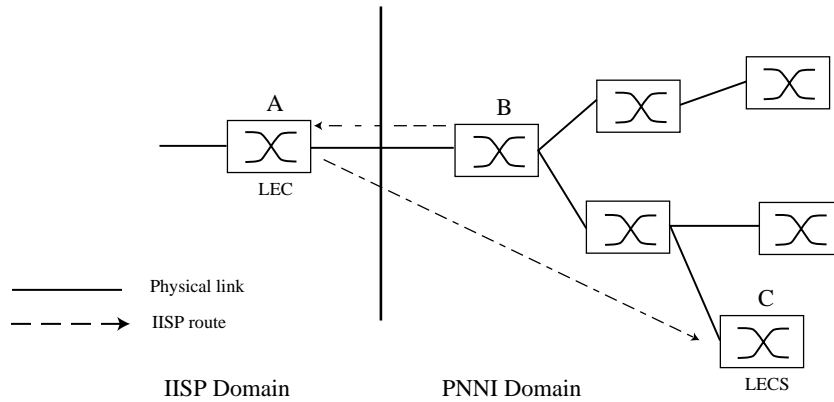 A
B
LEC
Physical link
IISP route
C
LECS
IISP Domain
PNNI Domain